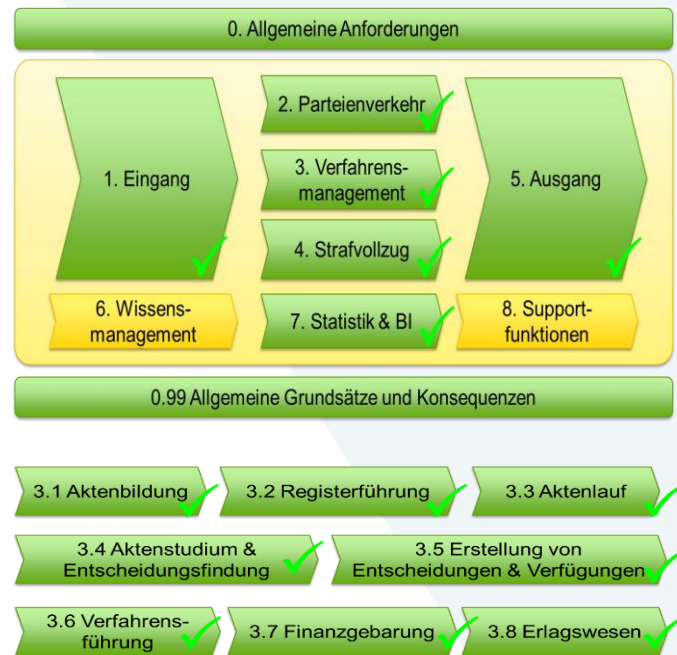 0. Allgemeine Anforderungen
1. Eingang
2. Parteienverkehr
3. Verfahrens-
management
4. Strafvollzug
5. Ausgang
6. Wissens-
management
7. Statistik & BI
8. Support-
funktionen
0.99 Allgemeine Grundsätze und Konsequenzen
3.1 Aktenbildung
3.2 Registerführung
3.3 Aktenlauf
3.4 Aktenstudium &
Entscheidungsfindung
3.5 Erstellung von
Entscheidungen & Verfügungen
3.6 Verfahrens-
führung
3.7 Finanzgebarung
3.8 Erlagswesen